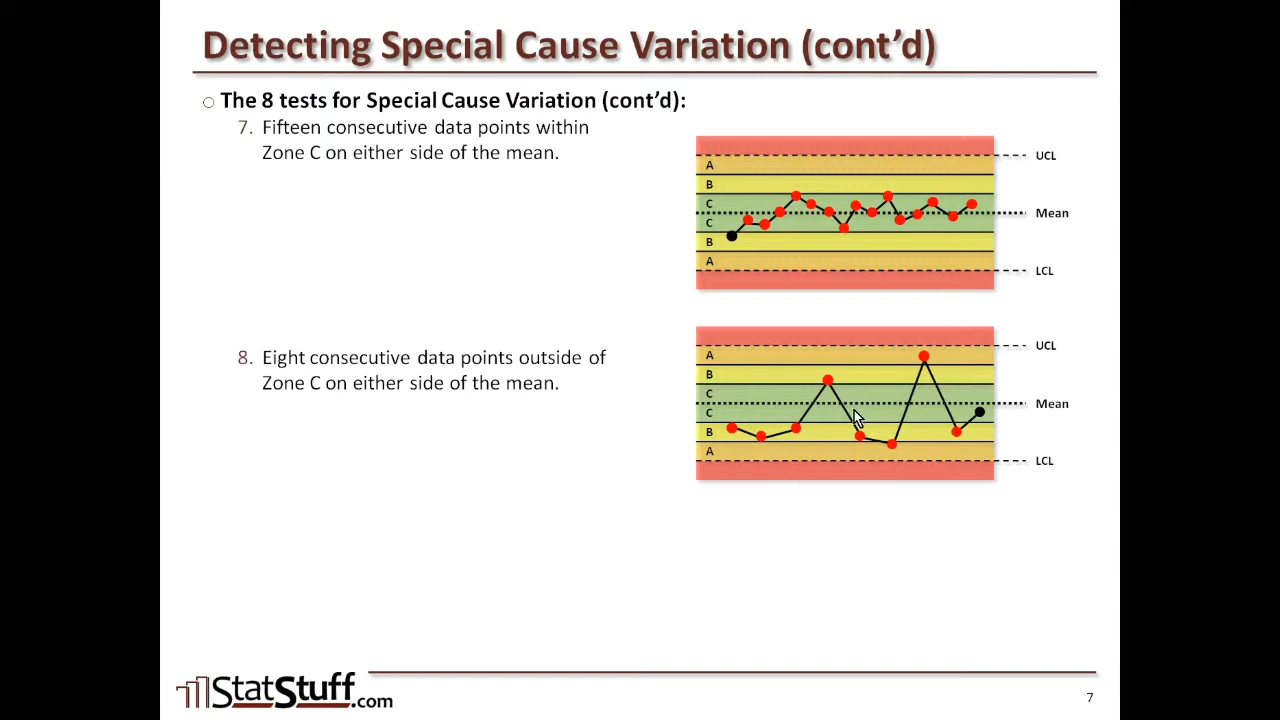 Detecting Special Cause Variation (cont’d)
○ The 8 tests for Special Cause Variation (cont’d):
7. Fifteen consecutive data points within
Zone C on either side of the mean.
UCL
A
B
C
Mean
C
B
A
LCL
8. Eight consecutive data points outside of
Zone C on either side of the mean.
UCL
A
B
C
Mean
C
B
A
LCL
StatStuff.com
7